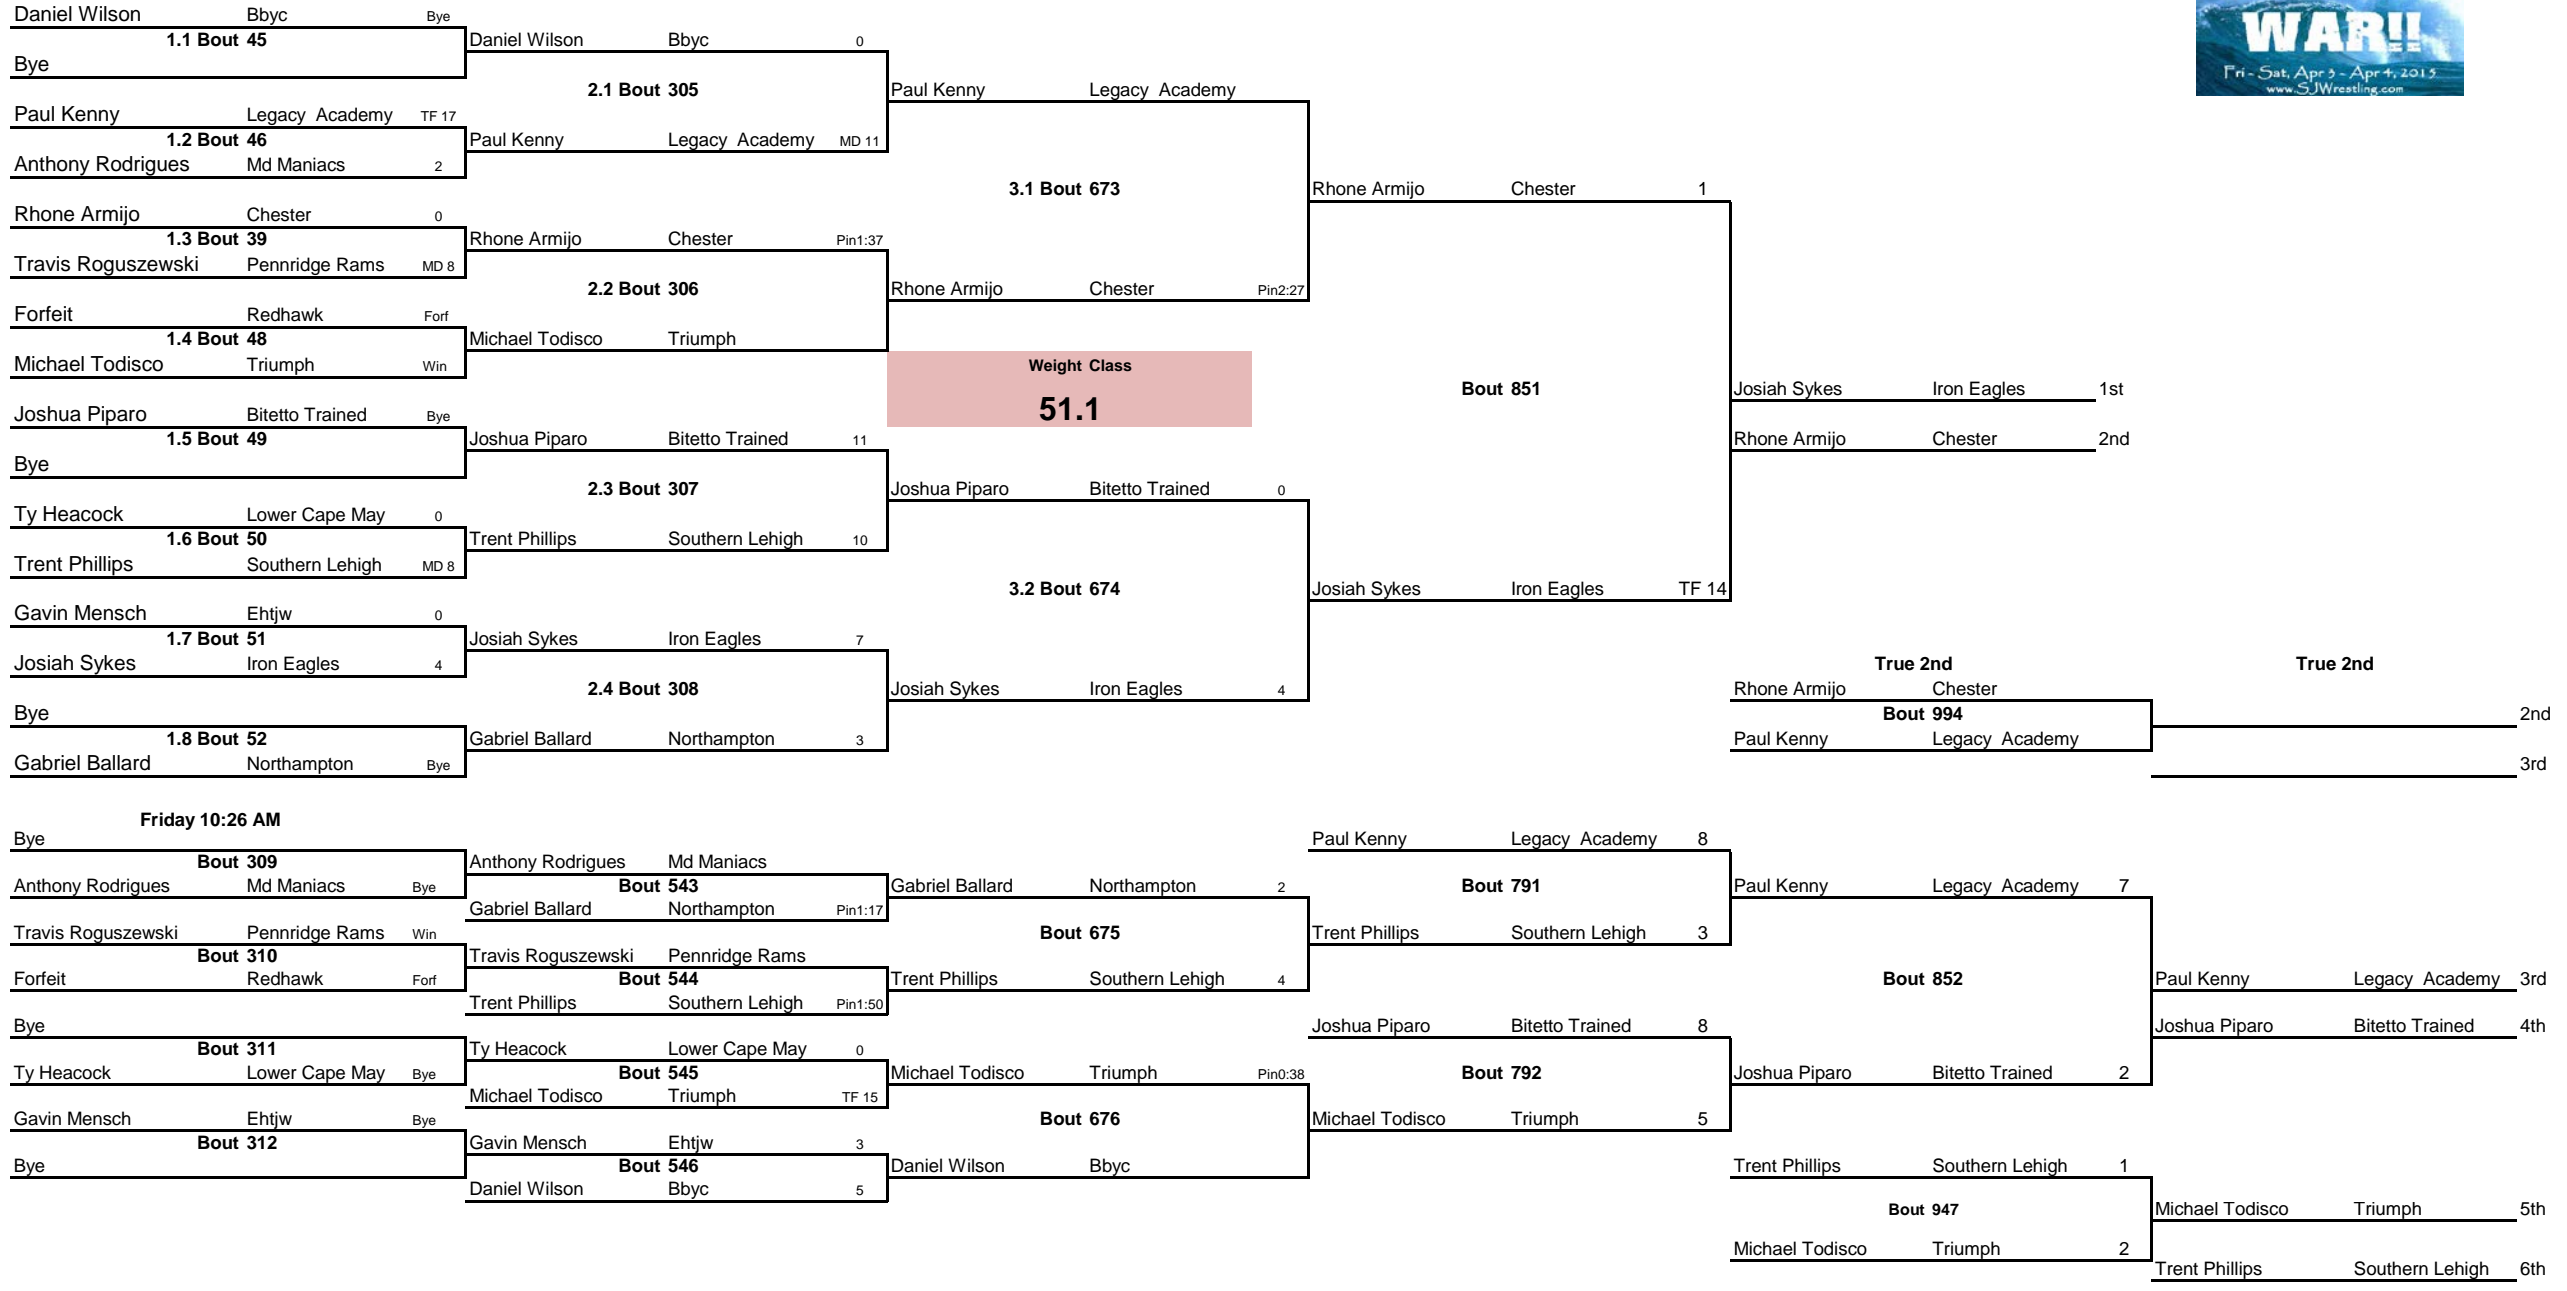 WAR!!
Fri - Sat, Apr 3 - Apr 4, 2015
www.SJWrestling.com
Daniel Wilson Bbyc Bye
1.1 Bout 45
Bye
Paul Kenny Legacy Academy TF 17
1.2 Bout 46
Anthony Rodrigues Md Maniacs 2
Rhone Armijo Chester 0
1.3 Bout 39
Travis Roguszewski Pennridge Rams MD 8
Forfeit Redhawk Forf
1.4 Bout 48
Michael Todisco Triumph Win
Joshua Piparo Bitetto Trained Bye
1.5 Bout 49
Bye
Ty Heacock Lower Cape May 0
1.6 Bout 50
Trent Phillips Southern Lehigh MD 8
Gavin Mensch Ehtjw 0
1.7 Bout 51
Josiah Sykes Iron Eagles 4
Bye
1.8 Bout 52
Gabriel Ballard Northampton Bye
Daniel Wilson Bbyc 0
2.1 Bout 305
Paul Kenny Legacy Academy MD 11
Rhone Armijo Chester Pin1:37
2.2 Bout 306
Michael Todisco Triumph
Joshua Piparo Bitetto Trained 11
2.3 Bout 307
Trent Phillips Southern Lehigh 10
Josiah Sykes Iron Eagles 7
2.4 Bout 308
Gabriel Ballard Northampton 3
Paul Kenny Legacy Academy
3.1 Bout 673
Rhone Armijo Chester Pin2:27
Weight Class
51.1
Joshua Piparo Bitetto Trained 0
3.2 Bout 674
Josiah Sykes Iron Eagles 4
Rhone Armijo Chester 1
Bout 851
Josiah Sykes Iron Eagles TF 14
Josiah Sykes Iron Eagles 1st
Rhone Armijo Chester 2nd
True 2nd True 2nd
Rhone Armijo Chester
Bout 994
Paul Kenny Legacy Academy
2nd
3rd
Friday 10:26 AM
Bye
Bout 309
Anthony Rodrigues Md Maniacs Bye
Travis Roguszewski Pennridge Rams Win
Bout 310
Forfeit Redhawk Forf
Bye
Bout 311
Ty Heacock Lower Cape May Bye
Gavin Mensch Ehtjw Bye
Bout 312
Bye
Anthony Rodrigues Md Maniacs
Bout 543
Gabriel Ballard Northampton Pin1:17
Travis Roguszewski Pennridge Rams
Bout 544
Trent Phillips Southern Lehigh Pin1:50
Ty Heacock Lower Cape May 0
Bout 545
Michael Todisco Triumph TF 15
Gavin Mensch Ehtjw 3
Bout 546
Daniel Wilson Bbyc 5
Gabriel Ballard Northampton 2
Bout 675
Trent Phillips Southern Lehigh 4
Michael Todisco Triumph Pin0:38
Bout 676
Daniel Wilson Bbyc
Paul Kenny Legacy Academy 8
Bout 791
Trent Phillips Southern Lehigh 3
Joshua Piparo Bitetto Trained 8
Bout 792
Michael Todisco Triumph 5
Paul Kenny Legacy Academy 7
Bout 852
Joshua Piparo Bitetto Trained 2
Paul Kenny Legacy Academy 3rd
Joshua Piparo Bitetto Trained 4th
Trent Phillips Southern Lehigh 1
Bout 947
Michael Todisco Triumph 2
Michael Todisco Triumph 5th
Trent Phillips Southern Lehigh 6th